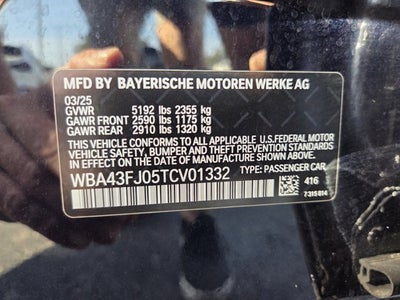 MFD BY BAYERISCHE MOTOREN WERKE AG
03/25
GVWR 5192 lbs 2355 kg
GAWR FRONT 2590 lbs 1175 kg
GAWR REAR 2910 lbs 1320 kg
THIS VEHICLE CONFORMS TO ALL APPLICABLE U.S.FEDERAL MOTOR
VEHICLE SAFETY, BUMPER AND THEFT PREVENTION STANDARDS
IN EFFECT ON THE DATE OF MANUFACTURE SHOWN ABOVE.
WBA43FJ05TCV01332 TYPE: PASSENGER CAR
416
7315814